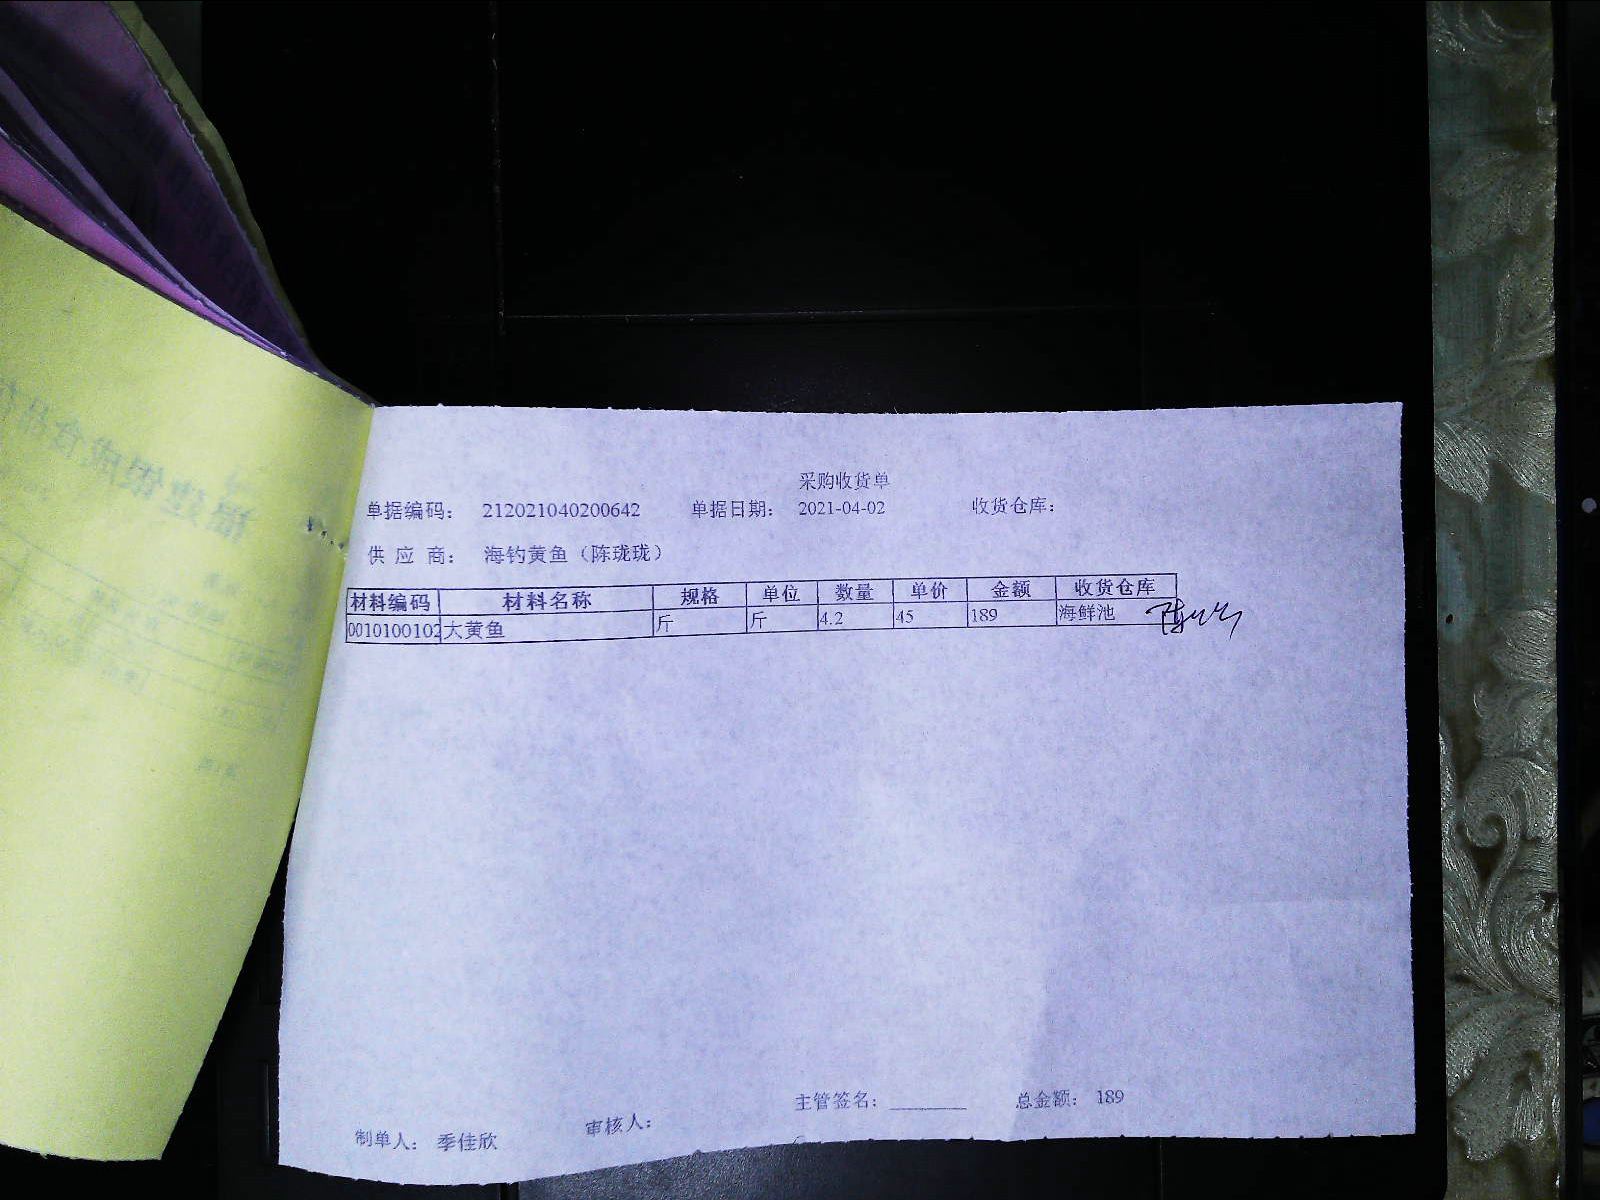 采购收货单
单据编码： 212021040200642 单据日期： 2021-04-02 收货仓库：
供 应 商： 海钓黄鱼（陈珑珑）
材料编码 材料名称 规格 单位 数量 单价 金额 收货仓库
0010100102 大黄鱼 斤 斤 4.2 45 189 海鲜池
主管签名： 总金额： 189
制单人： 季佳欣 审核人：